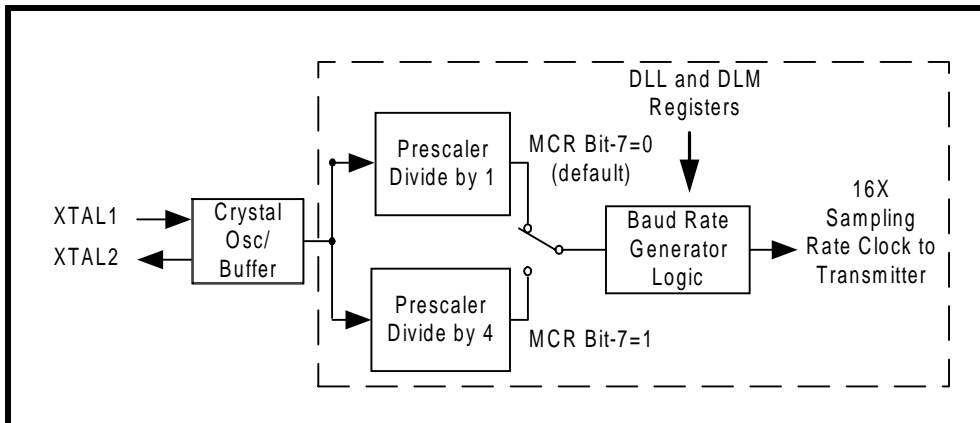 DLL and DLM
Registers
Prescaler
Divide by 1
MCR Bit-7=0
(default)
XTAL1
XTAL2
Crystal
Osc/
Buffer
Baud Rate
Generator
Logic
16X
Sampling
Rate Clock to
Transmitter
Prescaler
Divide by 4
MCR Bit-7=1